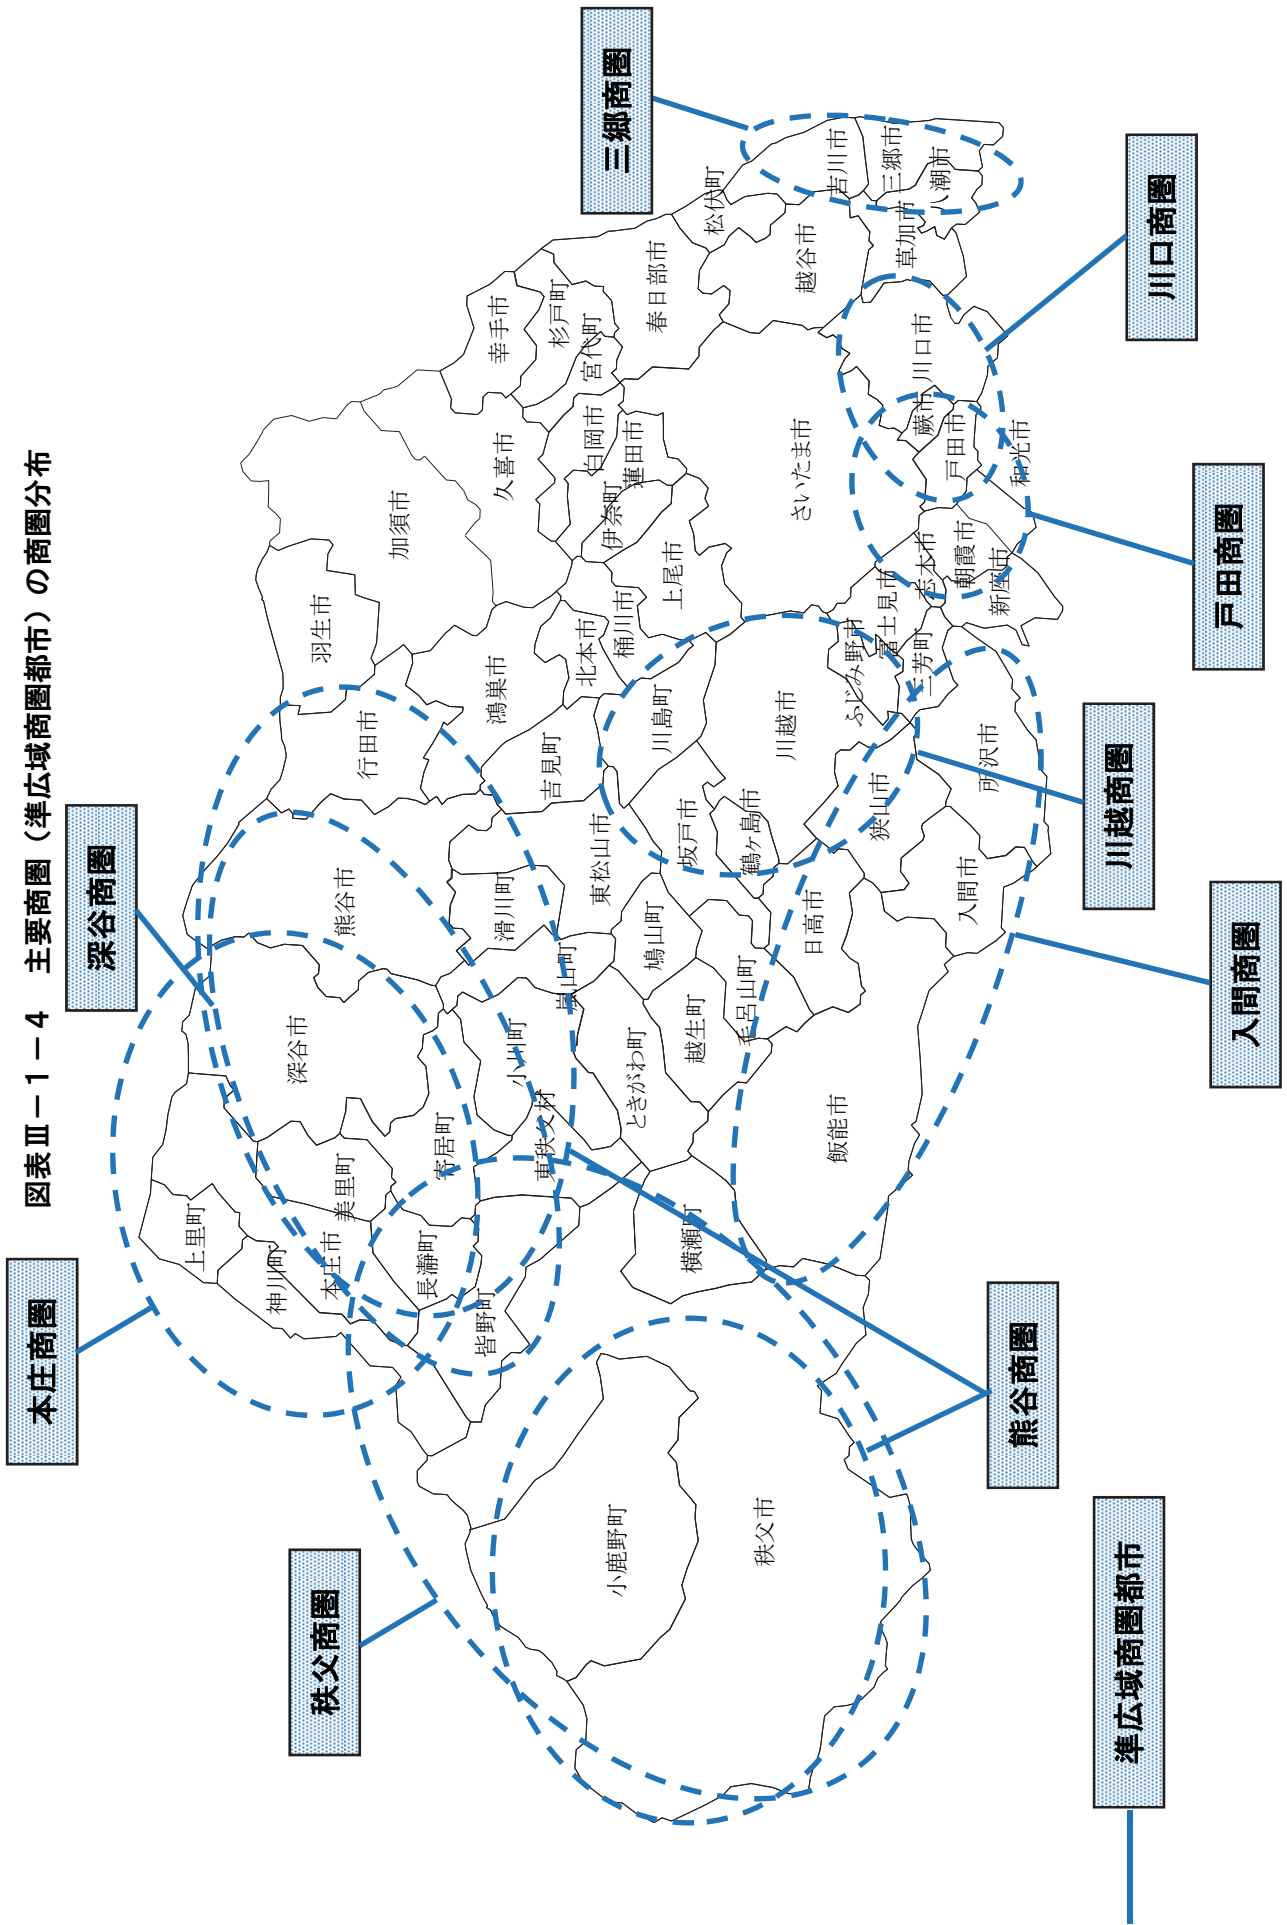 図表Ⅲ－１－４　主要商圏（準広域商圏都市）の商圏分布
本庄商圏
深谷商圏
秩父商圏
熊谷商圏
三郷商圏
川口商圏
戸田商圏
川越商圏
入間商圏
準広域商圏都市
上里町
神川町
本庄市
美里町
深谷市
寄居町
長瀞町
皆野町
小鹿野町
秩父市
横瀬町
東秩父村
小川町
ときがわ町
嵐山町
滑川町
熊谷市
行田市
羽生市
加須市
鴻巣市
吉見町
東松山市
鳩山町
越生町
毛呂山町
飯能市
日高市
坂戸市
鶴ヶ島市
川島町
川越市
狭山市
入間市
所沢市
三芳町
ふじみ野市
富士見市
志木市
朝霞市
新座市
和光市
北本市
桶川市
上尾市
伊奈町
蓮田市
白岡市
久喜市
幸手市
杉戸町
宮代町
春日部市
さいたま市
松伏町
越谷市
草加市
川口市
蕨市
戸田市
吉川市
三郷市
八潮市